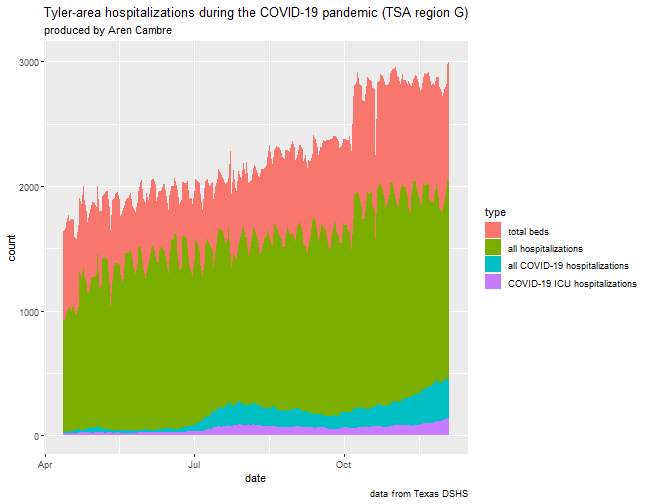 Tyler-area hospitalizations during the COVID-19 pandemic (TSA region G)
produced by Aren Cambre
3000
2000
1000
0
count
Apr
Jul
Oct
date
type
total beds
all hospitalizations
all COVID-19 hospitalizations
COVID-19 ICU hospitalizations
data from Texas DSHS